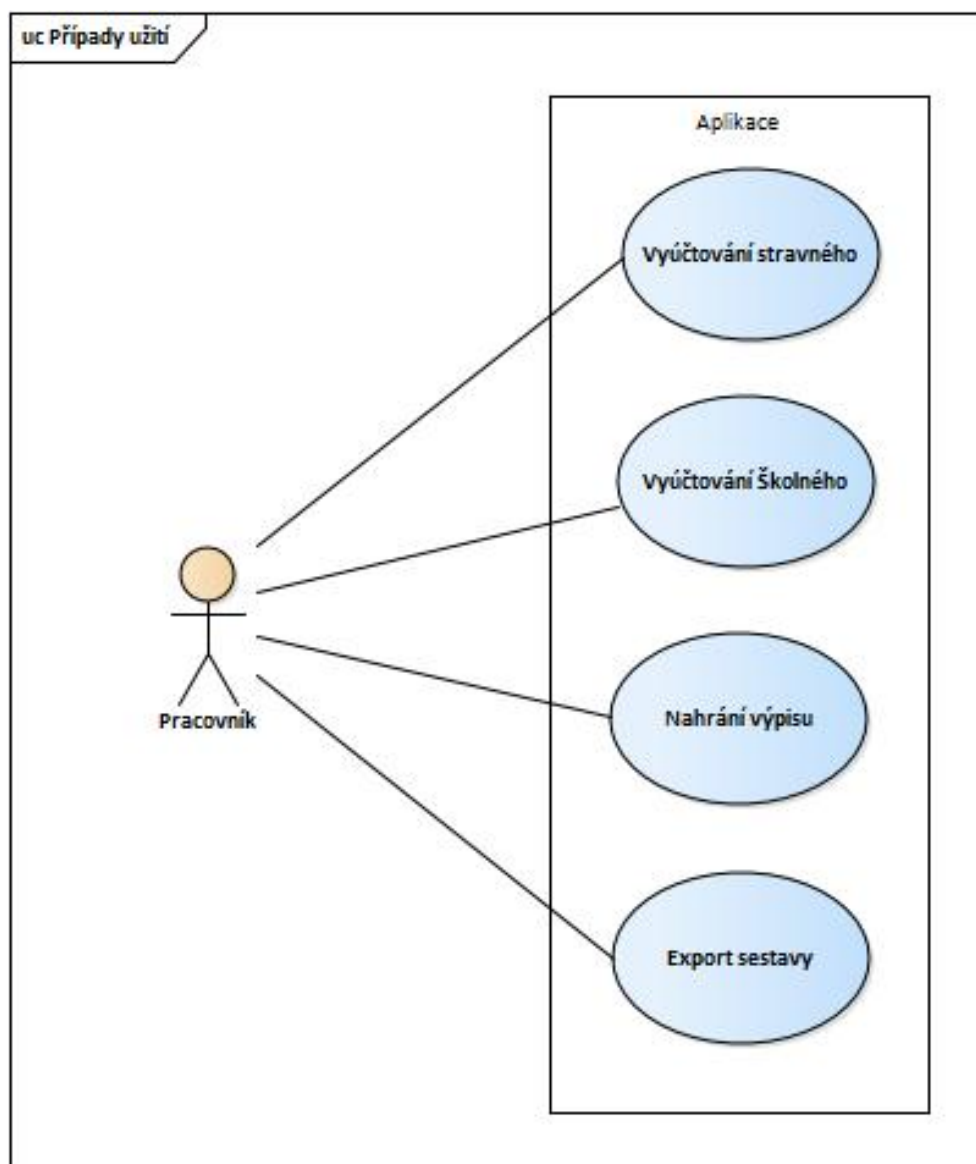 uc Případy užití
Aplikace
Vyúčtování stravného
Vyúčtování Školného
Pracovník
Nahrání výpisu
Export sestavy